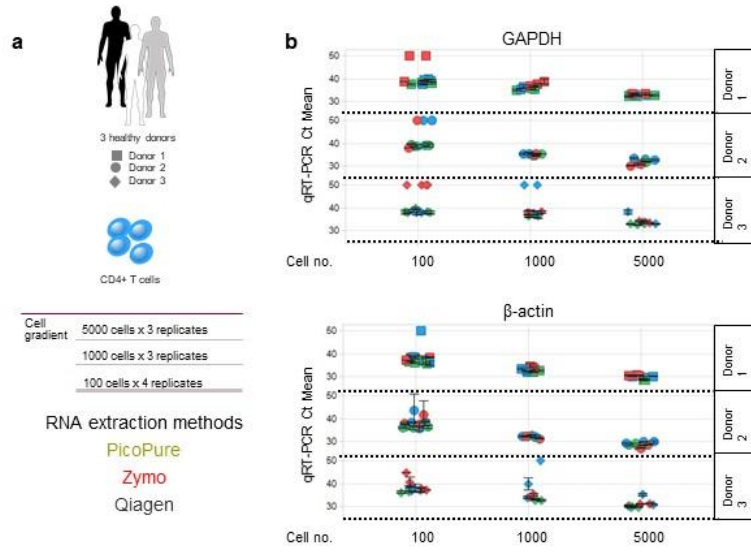 a
3 healthy donors
Donor 1
Donor 2
Donor 3
CD4+ T cells
Cell gradient
5000 cells x 3 replicates
1000 cells x 3 replicates
100 cells x 4 replicates
RNA extraction methods
PicoPure
Zymo
Qiagen
b
GAPDH
qRT-PCR Ct Mean
50
40
30
Donor 1
50
40
30
Donor 2
50
40
30
Donor 3
Cell no. 100 1000 5000
β-actin
qRT-PCR Ct Mean
50
40
30
Donor 1
50
40
30
Donor 2
50
40
30
Donor 3
Cell no. 100 1000 5000